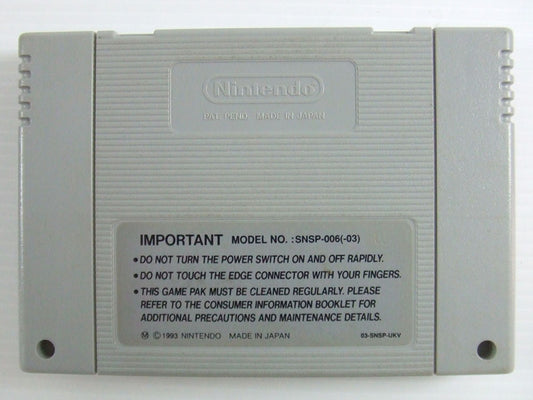 Nintendo
PAT. PEND. MADE IN JAPAN
IMPORTANT MODEL NO. :SNSP-006(-03)
• DO NOT TURN THE POWER SWITCH ON AND OFF RAPIDLY.
• DO NOT TOUCH THE EDGE CONNECTOR WITH YOUR FINGERS.
• THIS GAME PAK MUST BE CLEANED REGULARLY. PLEASE
REFER TO THE CONSUMER INFORMATION BOOKLET FOR
ADDITIONAL PRECAUTIONS AND MAINTENANCE DETAILS.
Ⓜ ©1993 NINTENDO MADE IN JAPAN 03-SNSP-UKV